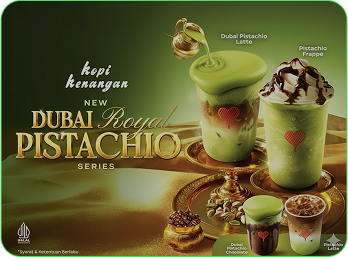 Dubai Pistachio
Latte
Pistachio
Frappe
kopi
kenangan
NEW
DUBAI Royal
PISTACHIO
SERIES
HALAL
*Syarat & Ketentuan Berlaku
Dubai
Pistachio
Chocolate
Pistachio
Latte